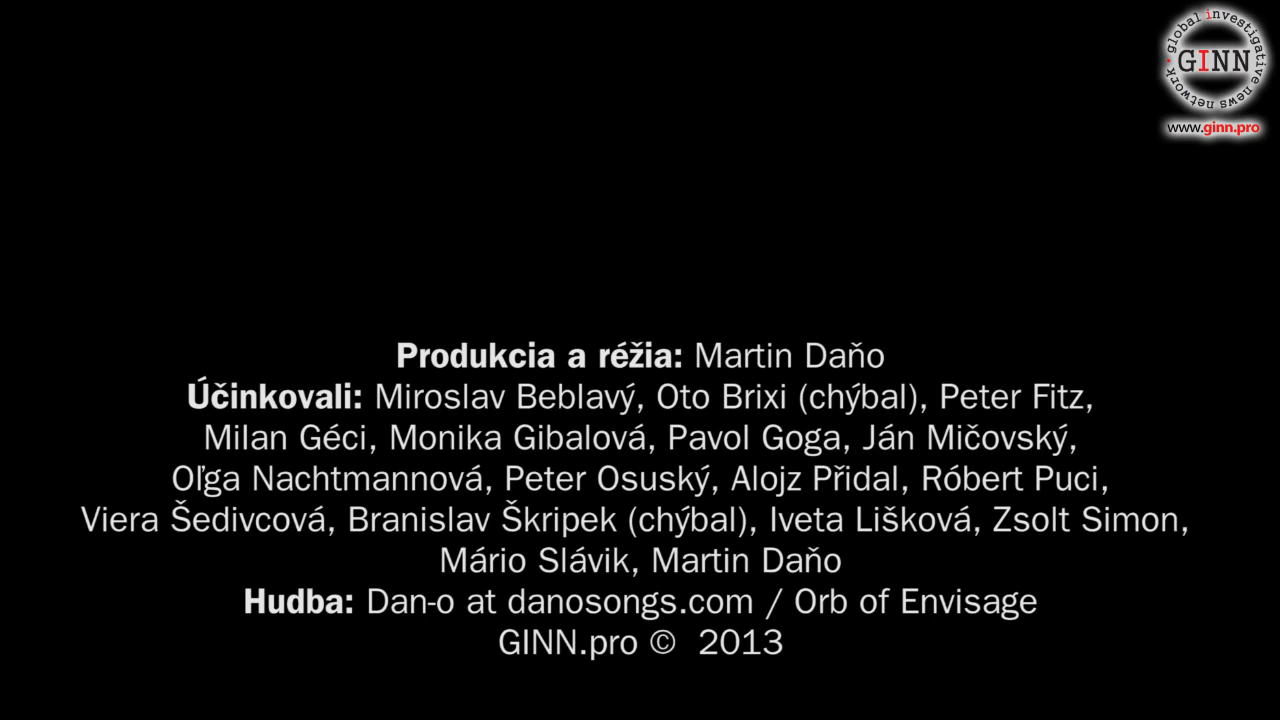 global investigative news network
GINN
www.ginn.pro
Produkcia a réžia: Martin Daňo
Účinkovali: Miroslav Beblavý, Oto Brixi (chýbal), Peter Fitz,
Milan Géci, Monika Gibalová, Pavol Goga, Ján Mičovský,
Oľga Nachtmannová, Peter Osuský, Alojz Přidal, Róbert Puci,
Viera Šedivcová, Branislav Škripek (chýbal), Iveta Lišková, Zsolt Simon,
Mário Slávik, Martin Daňo
Hudba: Dan-o at danosongs.com / Orb of Envisage
GINN.pro © 2013